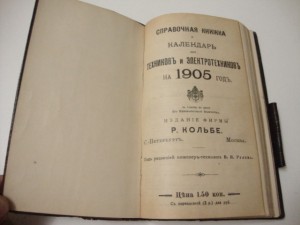 СПРАВОЧНАЯ КНИЖКА
И
КАЛЕНДАРЬ
ДЛЯ
ТЕХНИКОВЪ И ЭЛЕКТРОТЕХНИКОВЪ
НА 1905 ГОДЪ.
ИЗДАНІЕ ФИРМЫ
Р. КОЛЬБЕ.
С.-Петербургъ. Москва.
Цѣна 1.50 коп.